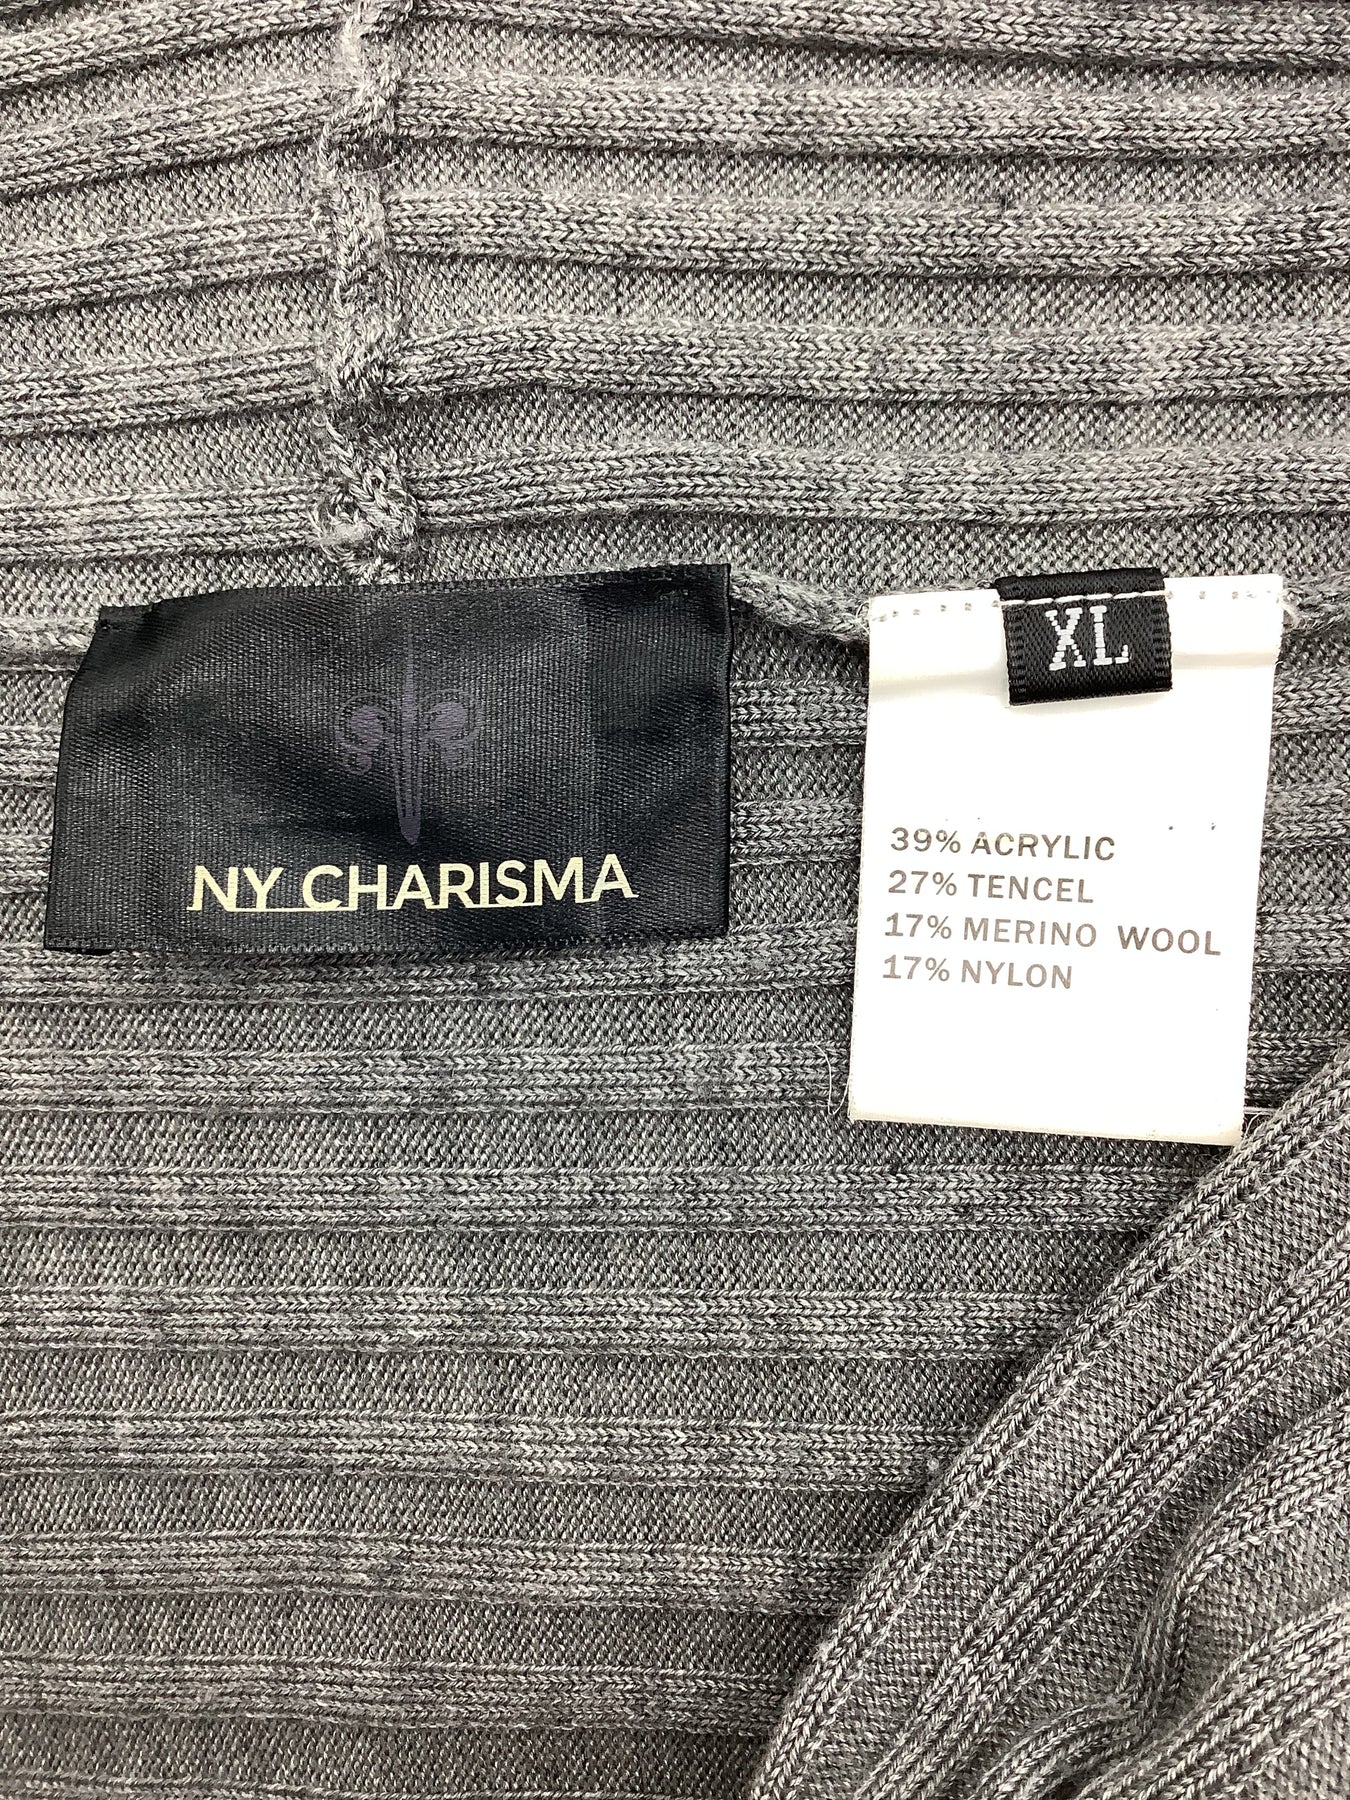 NY CHARISMA
XL
39% ACRYLIC
27% TENCEL
17% MERINO WOOL
17% NYLON